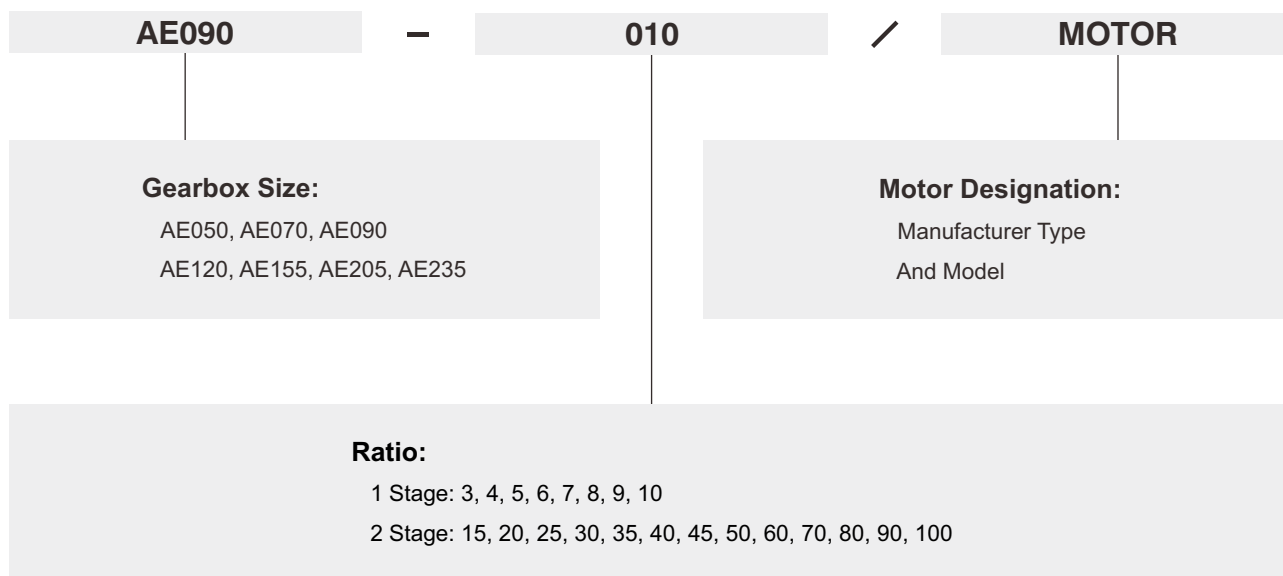 AE090 – 010 / MOTOR
Gearbox Size:
AE050, AE070, AE090
AE120, AE155, AE205, AE235
Motor Designation:
Manufacturer Type
And Model
Ratio:
1 Stage: 3, 4, 5, 6, 7, 8, 9, 10
2 Stage: 15, 20, 25, 30, 35, 40, 45, 50, 60, 70, 80, 90, 100